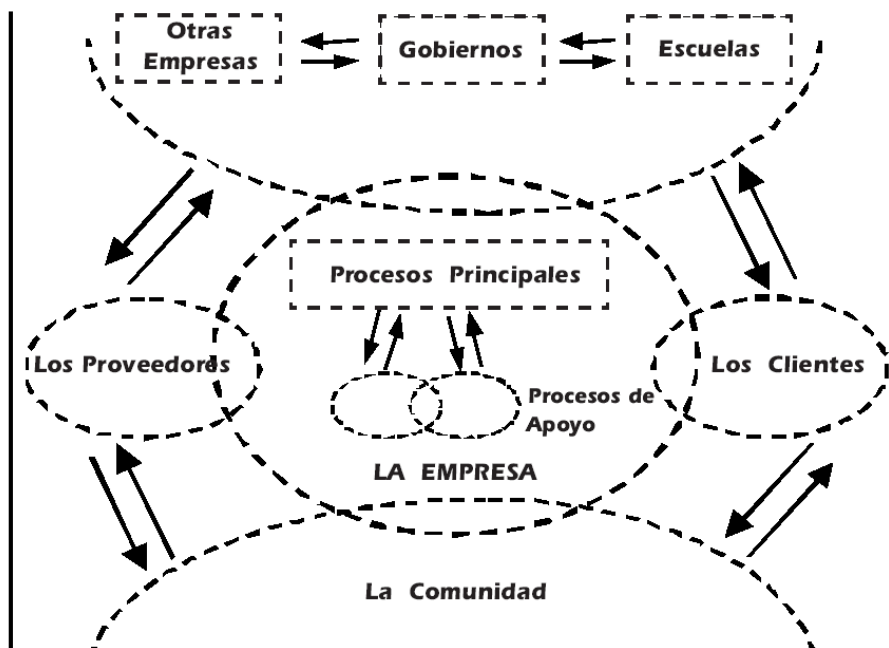 Otras
Empresas
Gobiernos
Escuelas
Procesos Principales
Los Proveedores
Los Clientes
Procesos de
Apoyo
LA EMPRESA
La Comunidad